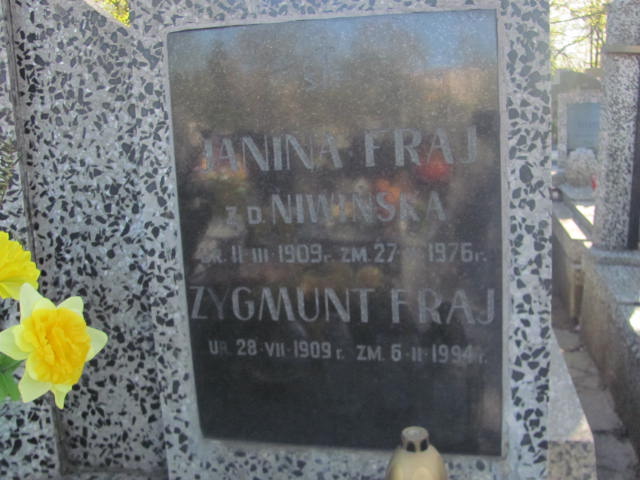 JANINA FRAJ
Z D. NIWIŃSKA
UR. 11·III·1909 r. ZM. 27 1976 r.
ZYGMUNT FRAJ
UR. 28·VII·1909 r. ZM. 6·II·1994 r.